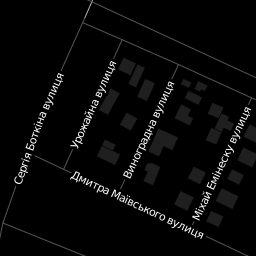 Сергія Боткіна вулиця
Урожайна вулиця
Виноградна вулиця
Міхай Емінеску вулиця
Дмитра Маївського вулиця